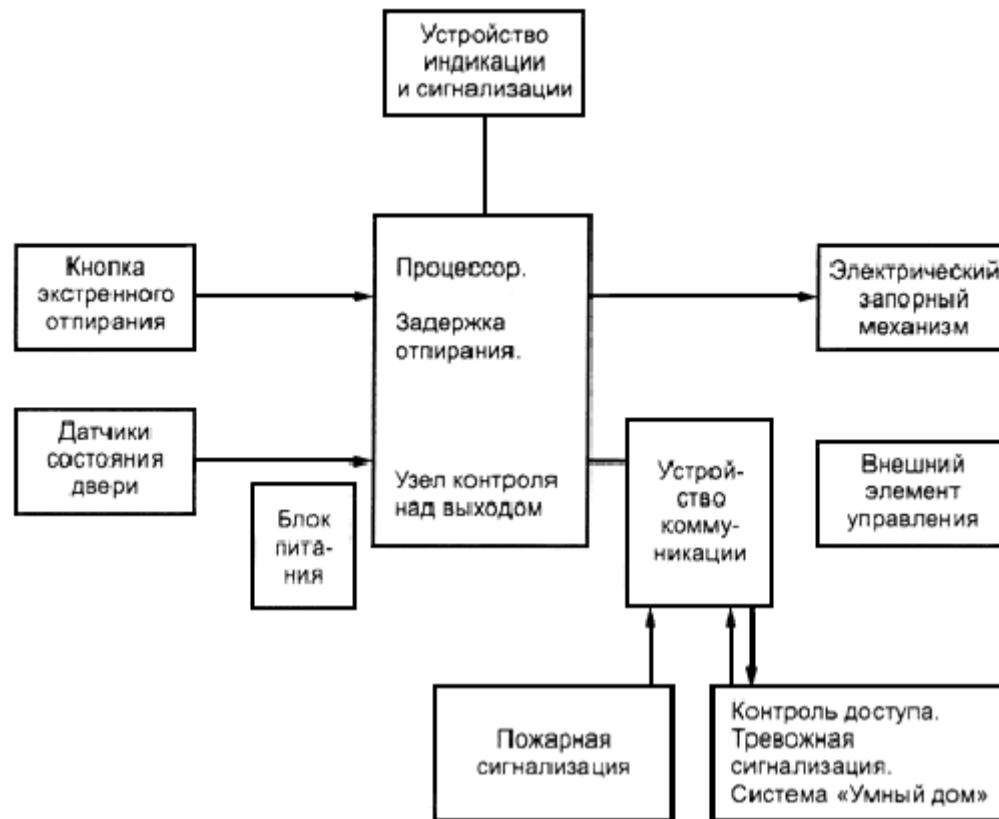 Устройство
индикации
и сигнализации
Кнопка
экстренного
отпирания
Процессор.
Задержка
отпирания.
Узел контроля
над выходом
Электрический
запорный
механизм
Датчики
состояния
двери
Блок
пита-
ния
Устрой-
ство
комму-
никации
Внешний
элемент
управления
Пожарная
сигнализация
Контроль доступа.
Тревожная
сигнализация.
Система «Умный дом»